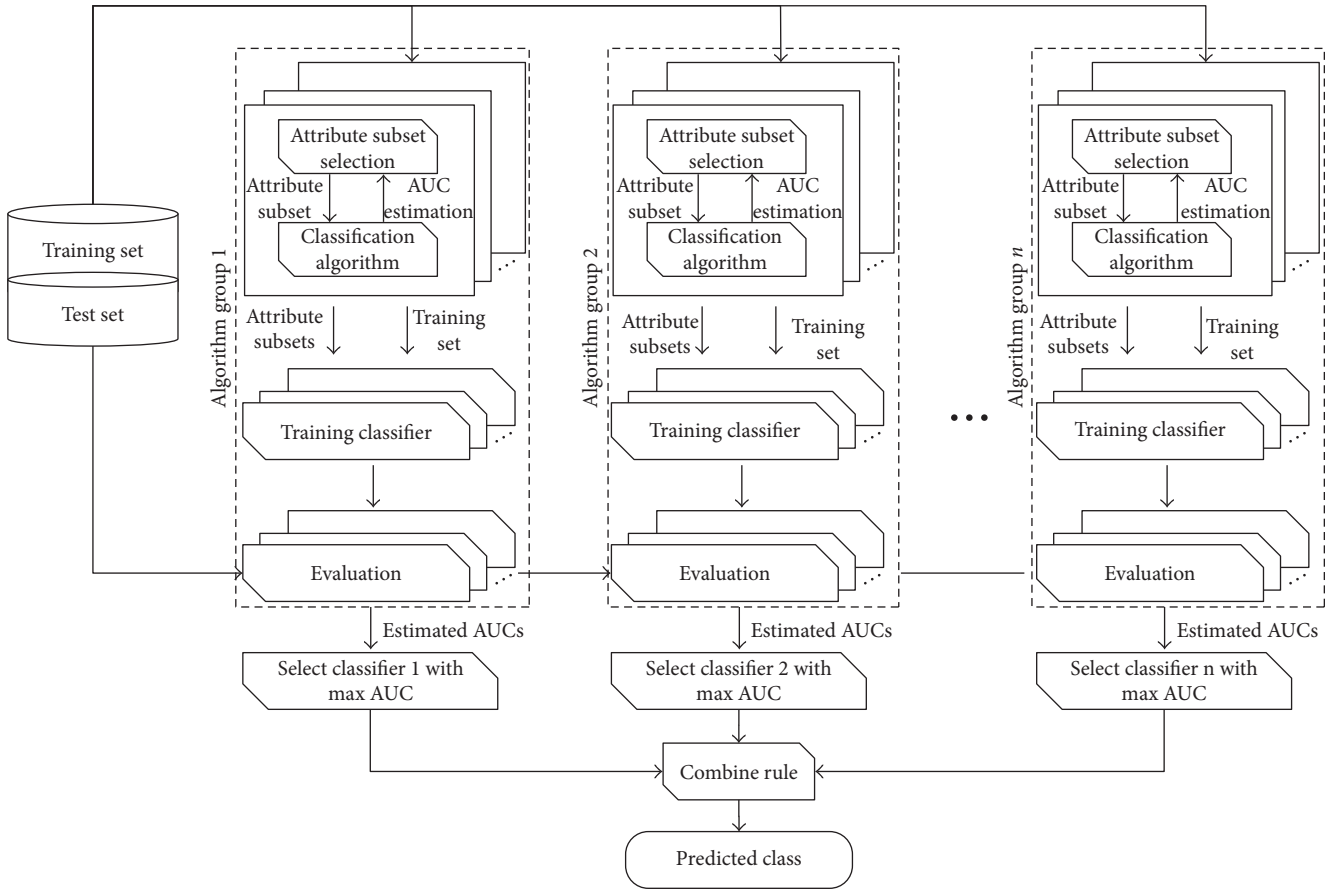 Training set
Test set
Algorithm group 1
Attribute subset
selection
Attribute
subset
AUC
estimation
Classification
algorithm
Attribute
subsets
Training
set
Training classifier
Evaluation
Estimated AUCs
Select classifier 1 with
max AUC
Algorithm group 2
Attribute subset
selection
Attribute
subset
AUC
estimation
Classification
algorithm
Attribute
subsets
Training
set
Training classifier
Evaluation
Estimated AUCs
Select classifier 2 with
max AUC
Algorithm group n
Attribute subset
selection
Attribute
subset
AUC
estimation
Classification
algorithm
Attribute
subsets
Training
set
Training classifier
Evaluation
Estimated AUCs
Select classifier n with
max AUC
Combine rule
Predicted class